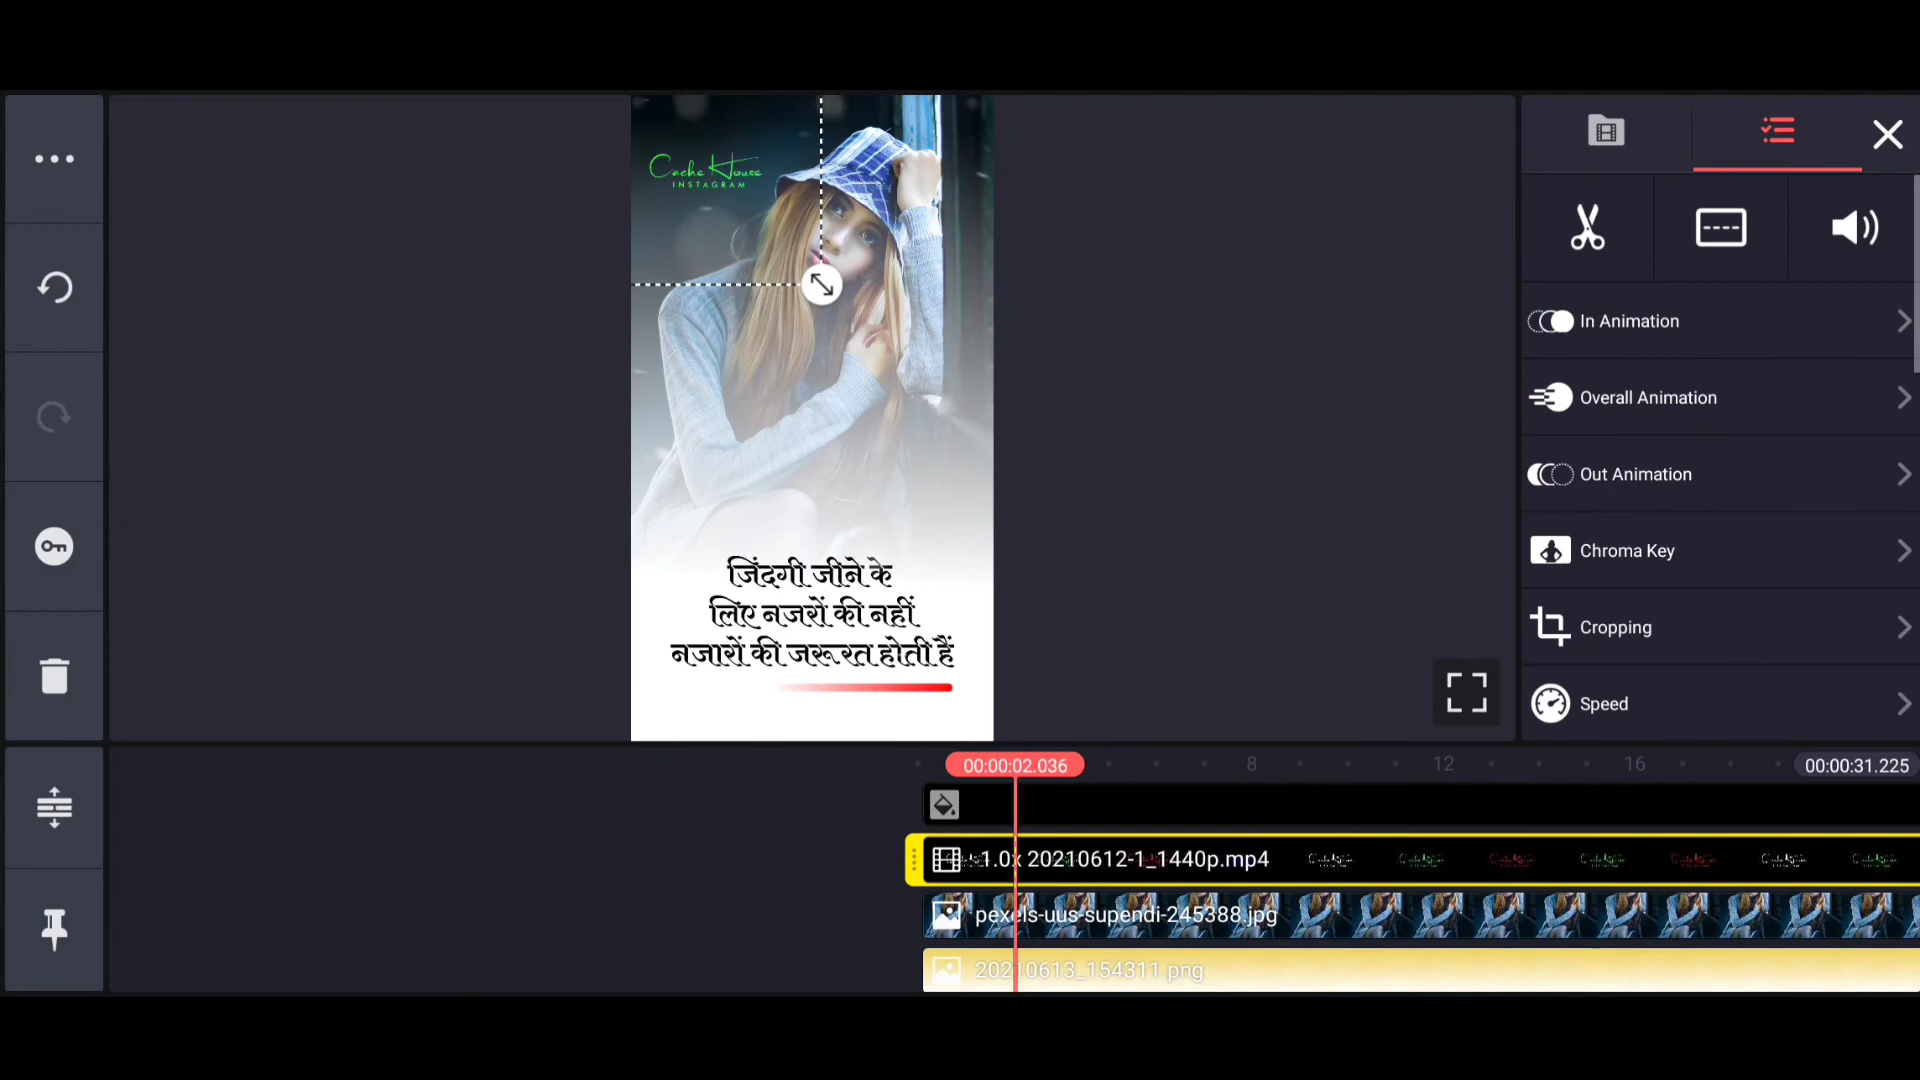 Cache House
INSTAGRAM
जिंदगी जीने के
लिए नजरों की नहीं
नजारों की जरूरत होती हैं
In Animation
Overall Animation
Out Animation
Chroma Key
Cropping
Speed
00:00:02.036
8
12
16
00:00:31.225
1.0x 20210612-1_1440p.mp4
pexels-uus-supendi-245388.jpg
20210613_154311.png